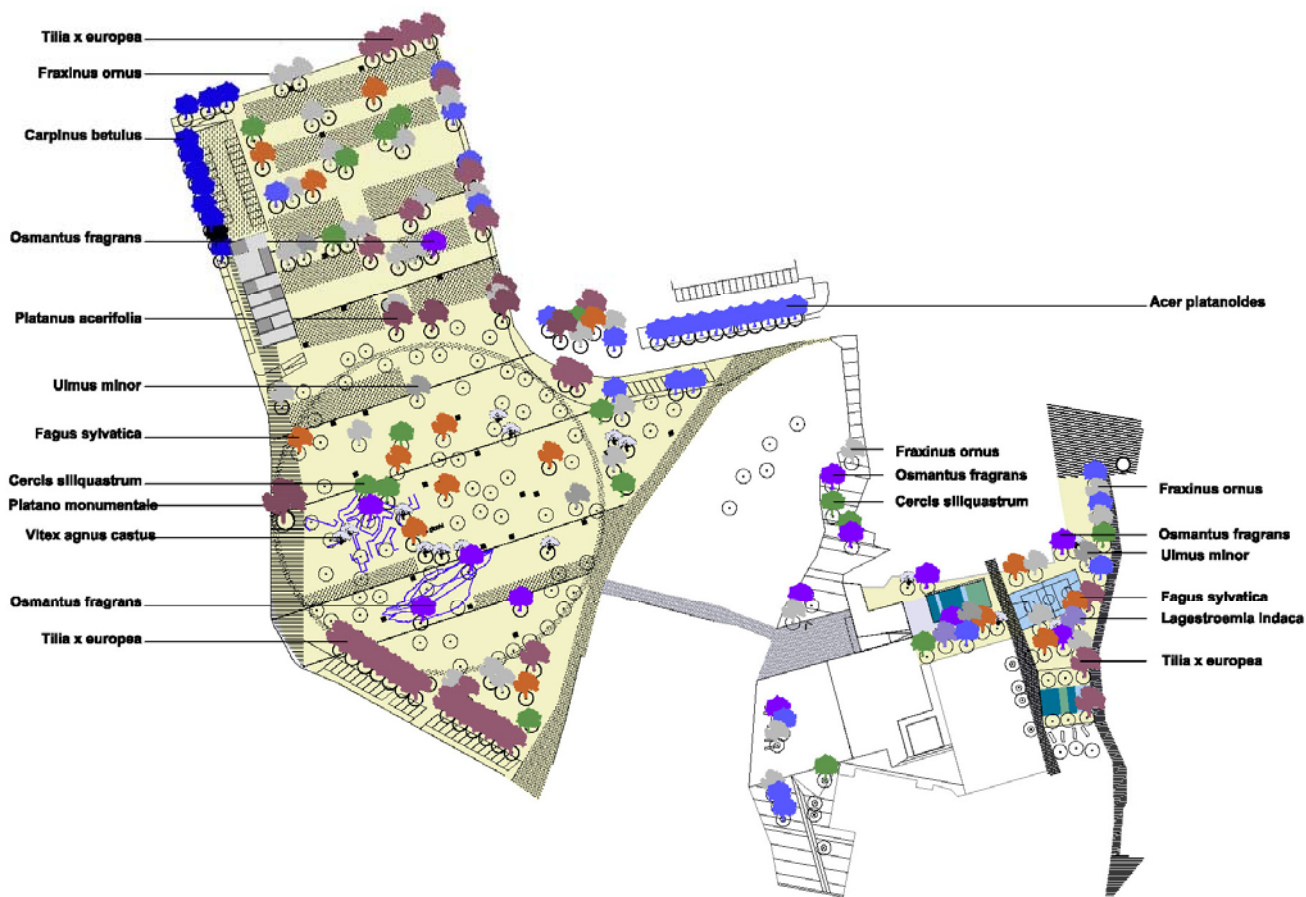 Tilia x europea
Fraxinus ornus
Carpinus betulus
Osmantus fragrans
Platanus acerifolia
Ulmus minor
Fagus sylvatica
Cercis siliquastrum
Platano monumentale
Vitex agnus castus
Osmantus fragrans
Tilia x europea
Acer platanoides
Fraxinus ornus
Osmantus fragrans
Cercis siliquastrum
Fraxinus ornus
Osmantus fragrans
Ulmus minor
Fagus sylvatica
Lagestroemia indaca
Tilia x europea